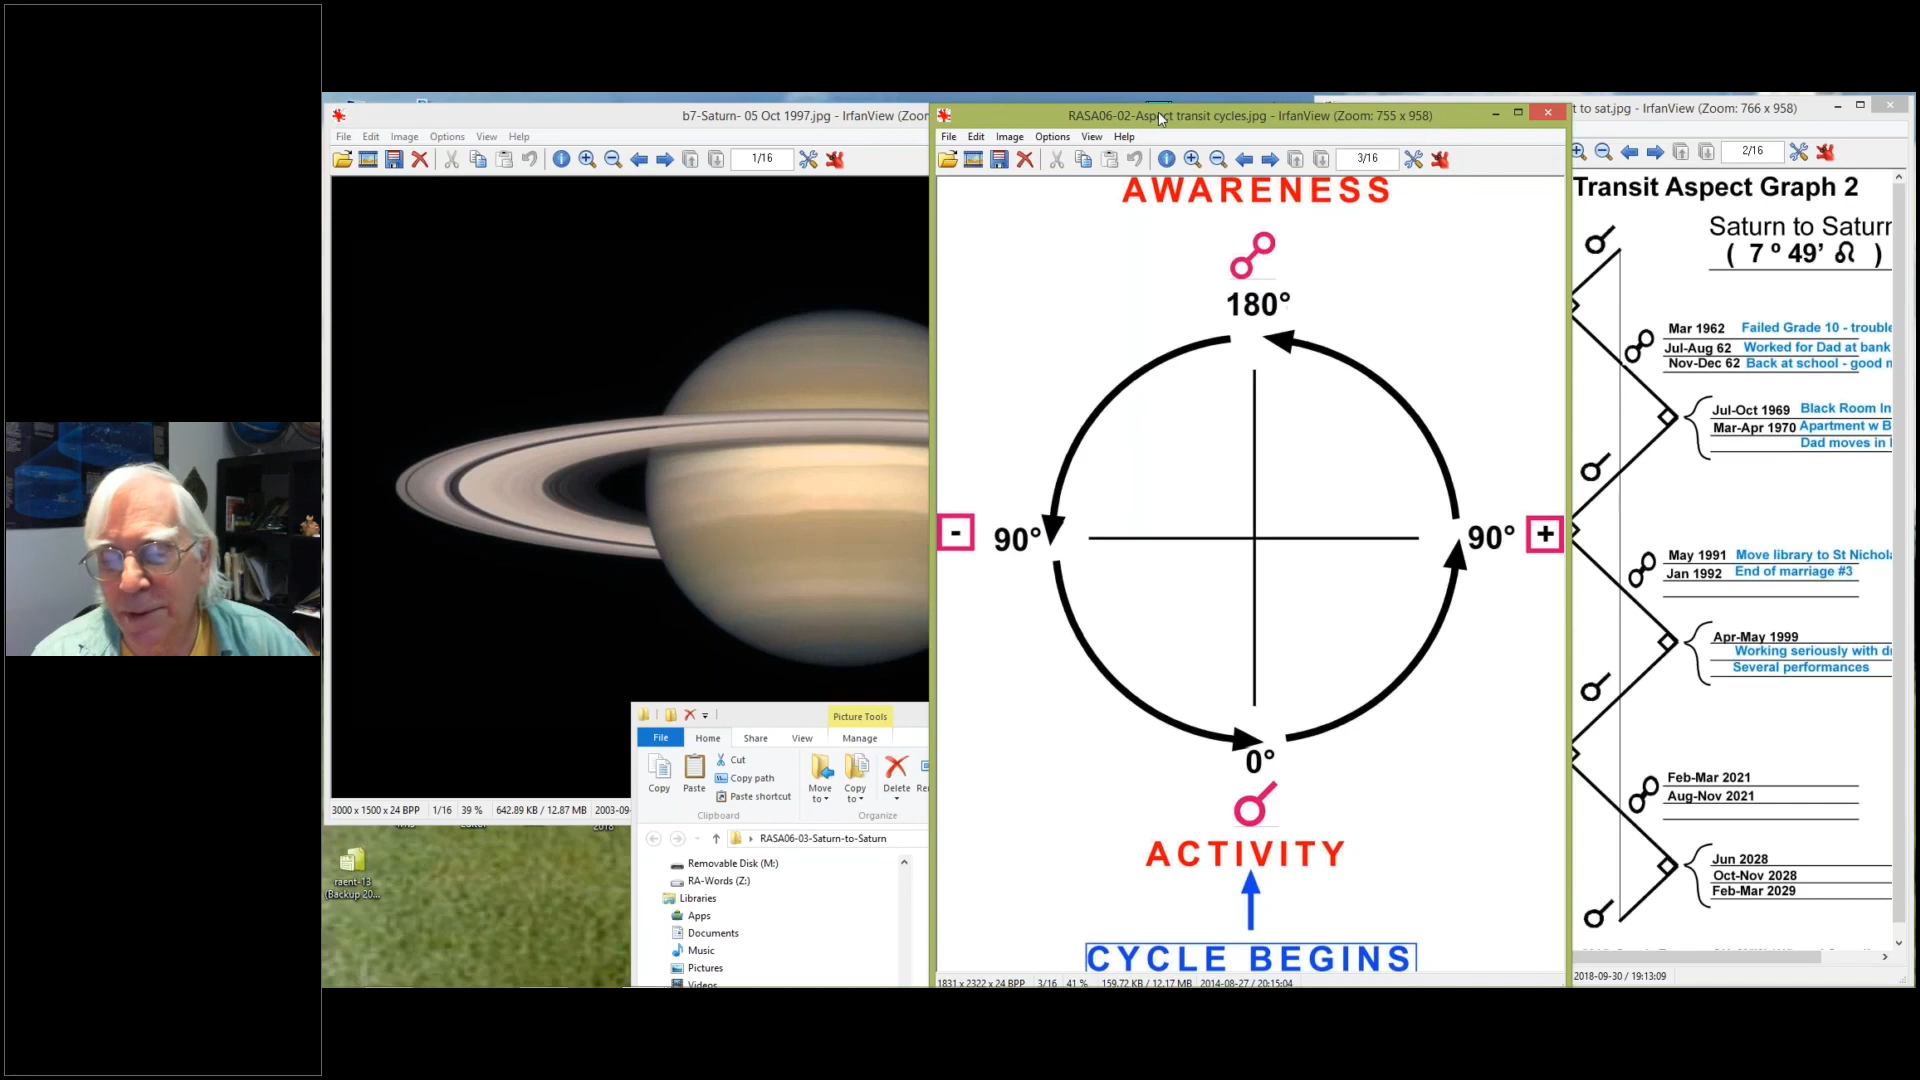 b7-Saturn- 05 Oct 1997.jpg - IrfanView (Zoor
File Edit Image Options View Help
1/16
3000 x 1500 x 24 BPP 1/16 39 % 642.89 KB / 12.87 MB 2003-09-
2018
raent-13
(Backup 20...
Picture Tools
File Home Share View Manage
Copy Paste
Cut
Copy path
Paste shortcut
Move to
Copy to
Delete
Clipboard Organize
RASA06-03-Saturn-to-Saturn
Removable Disk (M:)
RA-Words (Z:)
Libraries
Apps
Documents
Music
Pictures
Videos
RASA06-02-Aspect transit cycles.jpg - IrfanView (Zoom: 755 x 958)
File Edit Image Options View Help
3/16
AWARENESS
180°
- 90° 90° +
0°
ACTIVITY
CYCLE BEGINS
1831 x 2322 x 24 BPP 3/16 41 % 159.72 KB / 12.17 MB 2014-08-27 / 20:15:04
t to sat.jpg - IrfanView (Zoom: 766 x 958)
2/16
Transit Aspect Graph 2
Saturn to Saturn
( 7 º 49’ ♌ )
Mar 1962 Failed Grade 10 - trouble
Jul-Aug 62 Worked for Dad at bank
Nov-Dec 62 Back at school - good
Jul-Oct 1969 Black Room In
Mar-Apr 1970 Apartment w B
Dad moves in
May 1991 Move library to St Nichol
Jan 1992 End of marriage #3
Apr-May 1999
Working seriously with
Several performances
Feb-Mar 2021
Aug-Nov 2021
Jun 2028
Oct-Nov 2028
Feb-Mar 2029
2018-09-30 / 19:13:09